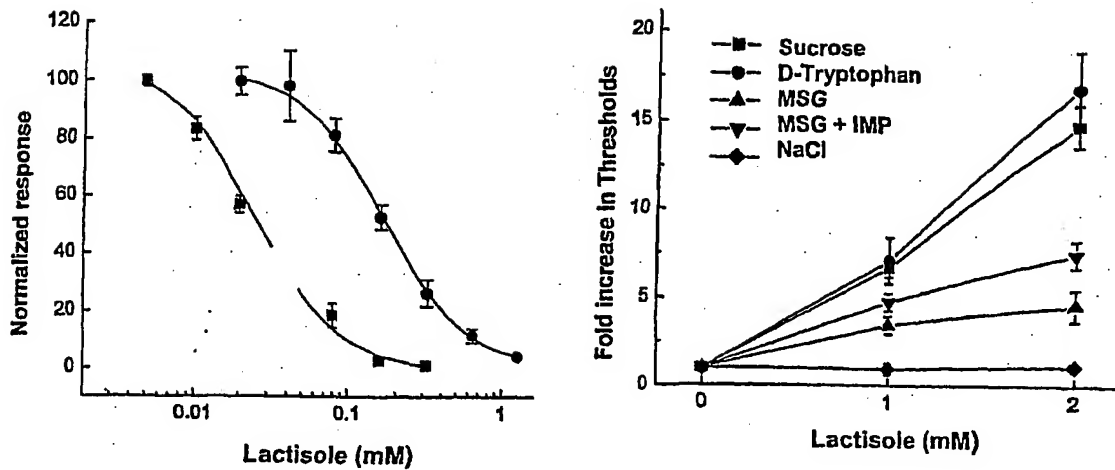 120
100
80
60
40
20
0
Normalized response
0.01
0.1
1
Lactisole (mM)
20
15
10
5
0
Fold increase in Thresholds
Sucrose
D-Tryptophan
MSG
MSG + IMP
NaCl
0
1
2
Lactisole (mM)